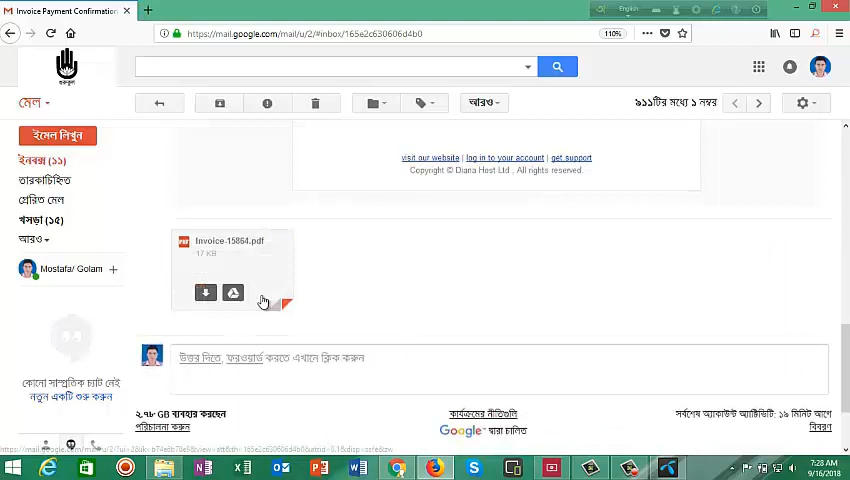 Invoice Payment Confirmation
English
https://mail.google.com/mail/u/2/#inbox/165e2c630606d4b0
110%
গুরুকুল
মেল
আরও
৯১১টির মধ্যে ১ নম্বর
ইমেল লিখুন
ইনবক্স (১১)
তারকাচিহ্নিত
প্রেরিত মেল
খসড়া (১৫)
আরও
Mostafa/ Golam
visit our website | log in to your account | get support
Copyright © Diana Host Ltd , All rights reserved.
PDF
Invoice-15864.pdf
17 KB
উত্তর দিতে, ফরওয়ার্ড করতে এখানে ক্লিক করুন
কোনো সাম্প্রতিক চ্যাট নেই
নতুন একটি শুরু করুন
২.৭৮ GB ব্যবহার করছেন
পরিচালনা করুন
কার্যক্রমের নীতিগুলি
Google দ্বারা চালিত
সর্বশেষ অ্যাকাউন্ট অ্যাক্টিভিটি: ১৯ মিনিট আগে
বিবরণ
7:28 AM
9/16/2018